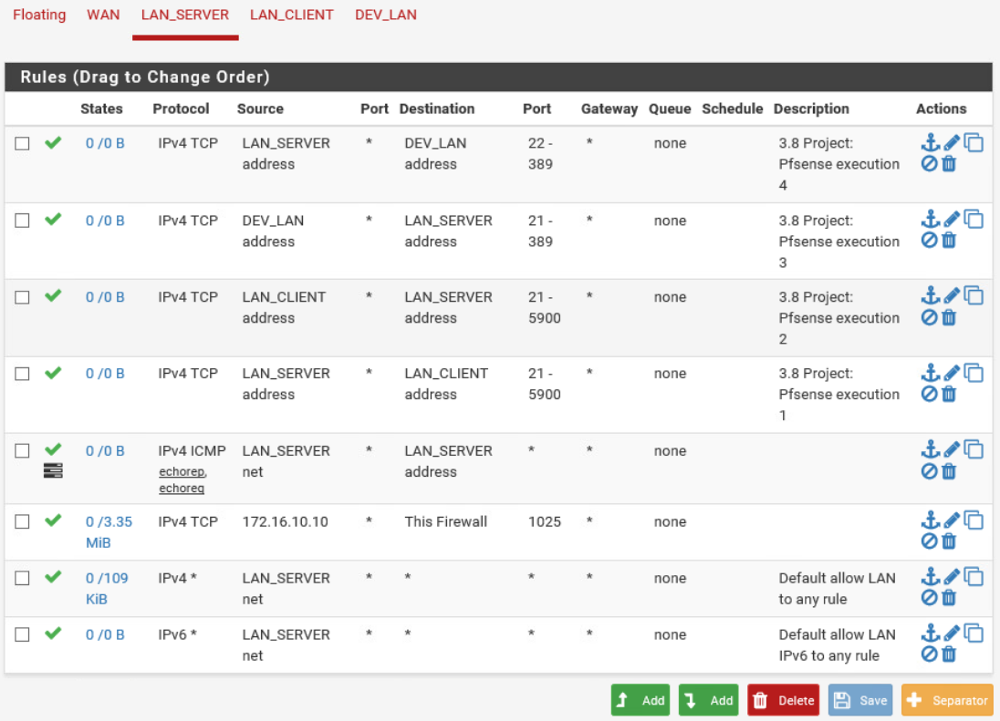 Floating WAN LAN_SERVER LAN_CLIENT DEV_LAN
Rules (Drag to Change Order)
States Protocol Source Port Destination Port Gateway Queue Schedule Description Actions
0 /0 B IPv4 TCP LAN_SERVER * DEV_LAN 22 - * none 3.8 Project:
address address 389 Pfsense execution
4
0 /0 B IPv4 TCP DEV_LAN * LAN_SERVER 21 - * none 3.8 Project:
address address 389 Pfsense execution
3
0 /0 B IPv4 TCP LAN_CLIENT * LAN_SERVER 21 - * none 3.8 Project:
address address 5900 Pfsense execution
2
0 /0 B IPv4 TCP LAN_SERVER * LAN_CLIENT 21 - * none 3.8 Project:
address address 5900 Pfsense execution
1
0 /0 B IPv4 ICMP LAN_SERVER * LAN_SERVER * * none
echorep, net address
echoreq
0 /3.35 IPv4 TCP 172.16.10.10 * This Firewall 1025 * none
MiB
0 /109 IPv4 * LAN_SERVER * * * * none Default allow LAN
KiB net to any rule
0 /0 B IPv6 * LAN_SERVER * * * * none Default allow LAN
net IPv6 to any rule
Add Add Delete Save Separator